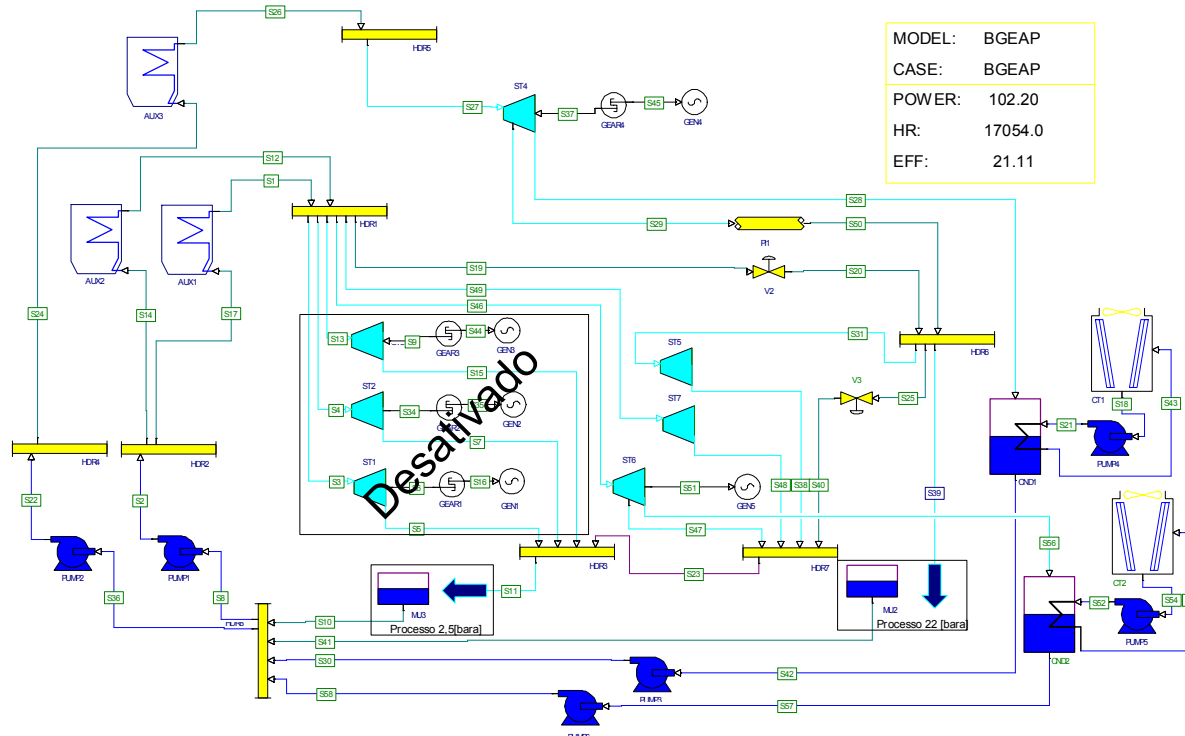 S26
HDR5
AUX3
ST4
S27
S37
GEAR4
S45
GEN4
MODEL: BGEAP
CASE: BGEAP
POWER: 102.20
HR: 17054.0
EFF: 21.11
S12
S1
HDR1
AUX2
AUX1
S28
S29
PI1
S50
S19
V2
S20
S49
S46
S24
S14
S17
S13
S9
GEAR3
S44
GEN3
S15
ST5
S31
HDR6
ST2
S4
S34
GEAR2
S35
GEN2
S7
ST7
V3
S25
CT1
S18
S43
S21
PUMP4
CND1
HDR4
HDR2
ST1
S3
GEAR1
S16
GEN1
S5
Desativado
ST6
S51
GEN5
S48
S38
S40
S39
S47
S22
S2
PUMP2
PUMP1
HDR3
S23
HDR7
S56
CT2
S36
S8
MU3
S11
Processo 2,5[bara]
MU2
Processo 22 [bara]
S52
PUMP5
S54
CND2
S10
S41
S30
PUMP3
S42
S58
S57